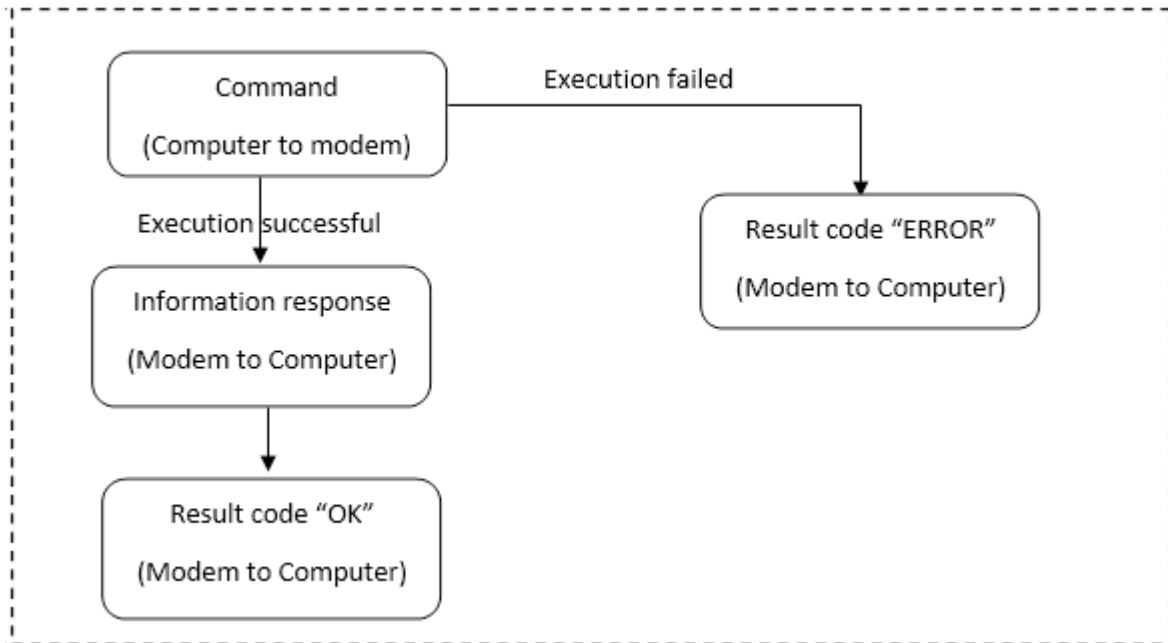 Command
(Computer to modem)
Execution failed
Execution successful
Result code “ERROR”
(Modem to Computer)
Information response
(Modem to Computer)
Result code “OK”
(Modem to Computer)